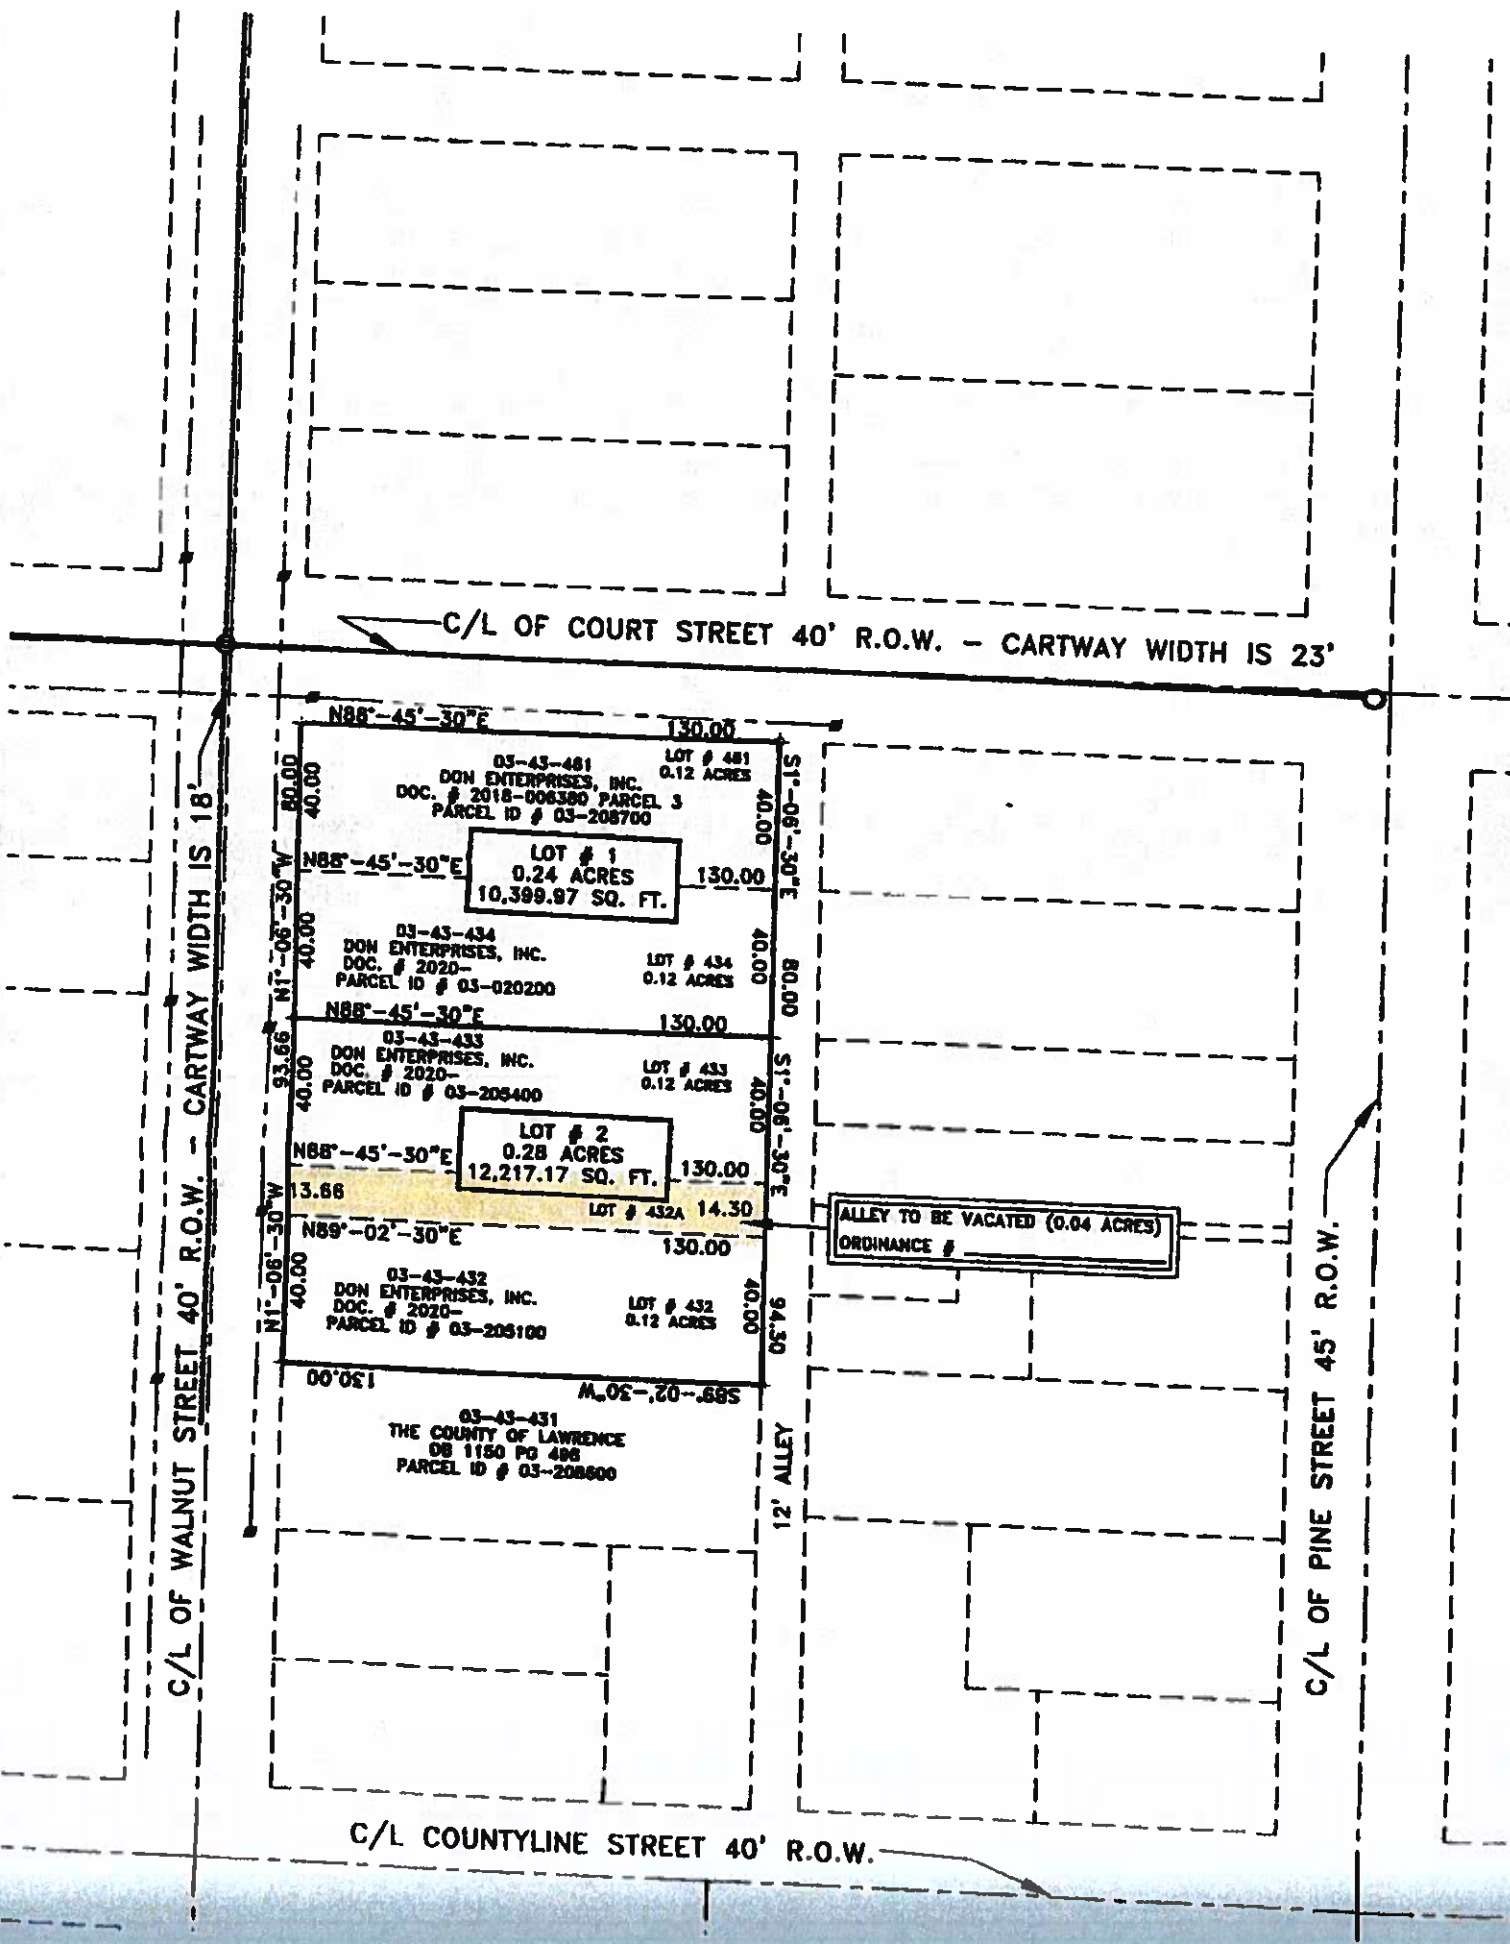 C/L OF COURT STREET 40' R.O.W. - CARTWAY WIDTH IS 23'
N88°-45'-30"E
130.00
80.00
40.00
03-43-461
DON ENTERPRISES, INC.
DOC. # 2018-006380 PARCEL 3
PARCEL ID # 03-208700
LOT # 461
0.12 ACRES
40.00
S1°-06'-30"E
80.00
N88°-45'-30"E
LOT # 1
0.24 ACRES
10,399.97 SQ. FT.
130.00
N1°-06'-30"W
40.00
03-43-434
DON ENTERPRISES, INC.
DOC. # 2020-
PARCEL ID # 03-020200
LOT # 434
0.12 ACRES
40.00
N88°-45'-30"E
130.00
93.66
40.00
03-43-433
DON ENTERPRISES, INC.
DOC. # 2020-
PARCEL ID # 03-205400
LOT # 433
0.12 ACRES
40.00
S1°-06'-30"E
94.30
N88°-45'-30"E
LOT # 2
0.28 ACRES
12,217.17 SQ. FT.
130.00
13.66
LOT # 432A
14.30
N89°-02'-30"E
130.00
ALLEY TO BE VACATED (0.04 ACRES)
ORDINANCE #
N1°-06'-30"W
40.00
03-43-432
DON ENTERPRISES, INC.
DOC. # 2020-
PARCEL ID # 03-205100
LOT # 432
0.12 ACRES
40.00
130.00
S89°-02'-30"W
03-43-431
THE COUNTY OF LAWRENCE
DB 1150 PG 496
PARCEL ID # 03-208600
12' ALLEY
C/L OF WALNUT STREET 40' R.O.W. - CARTWAY WIDTH IS 18'
C/L OF PINE STREET 45' R.O.W.
C/L COUNTYLINE STREET 40' R.O.W.